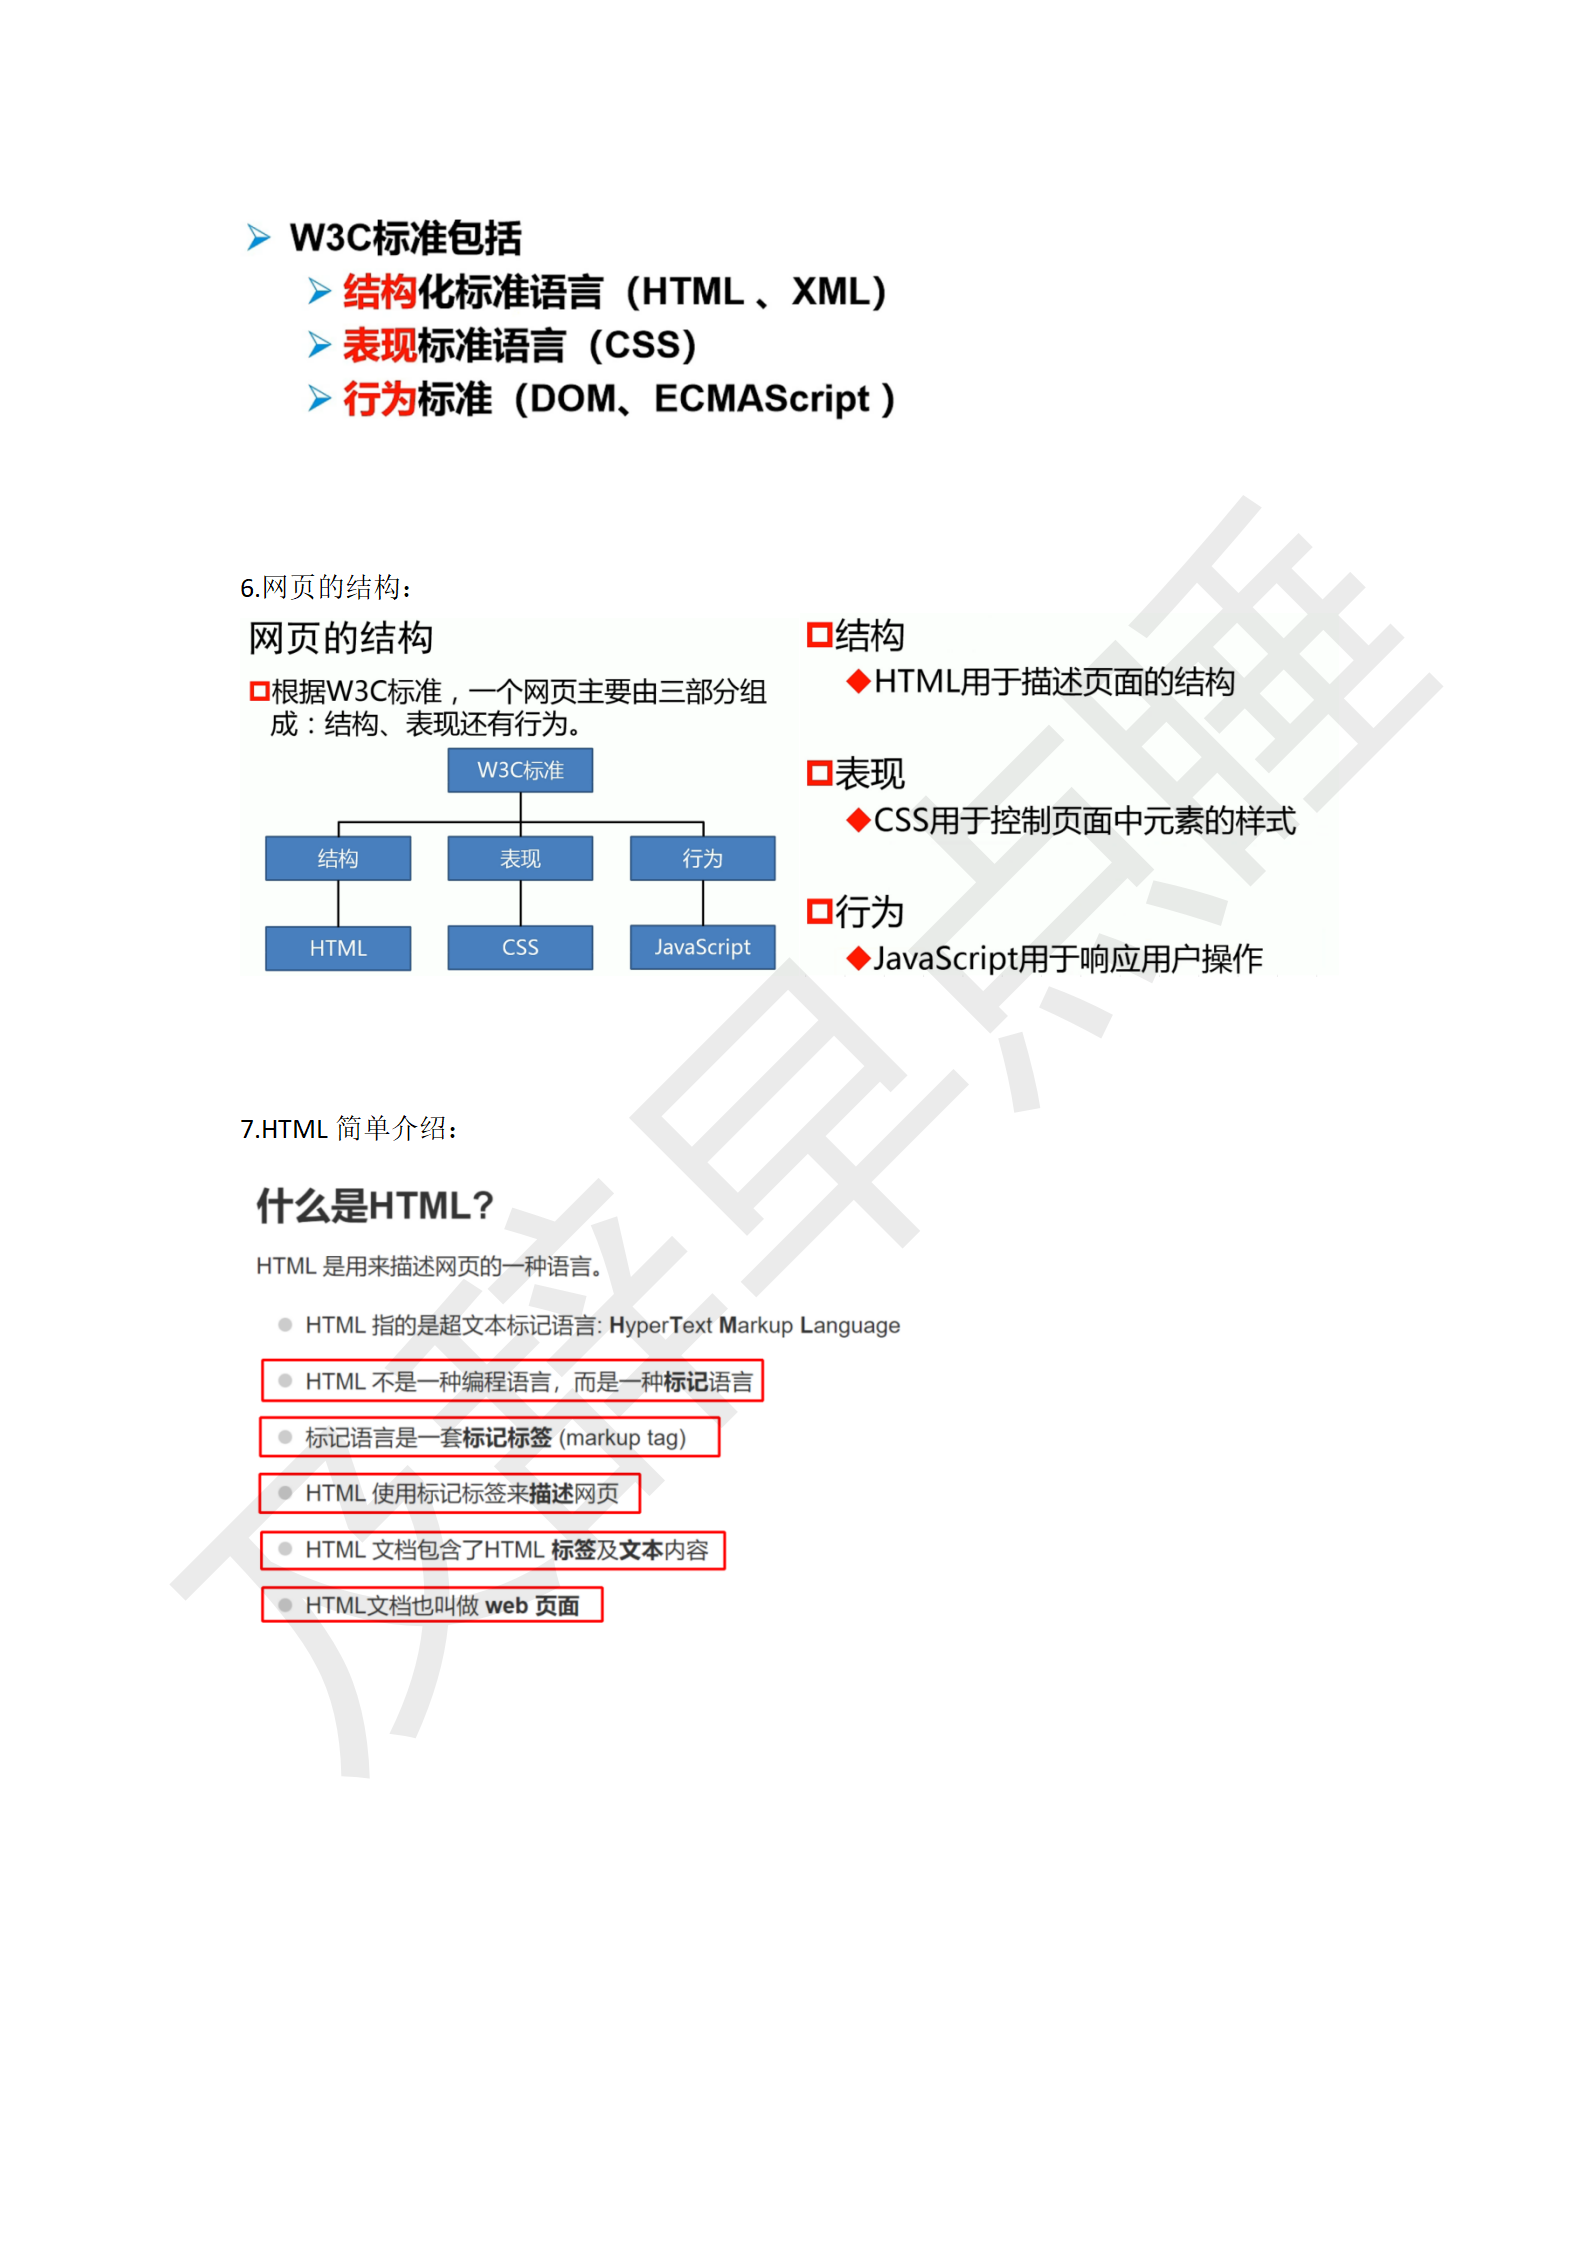 W3C标准包括
结构化标准语言（HTML 、XML）
表现标准语言（CSS）
行为标准（DOM、ECMAScript ）
6.网页的结构：
网页的结构
根据W3C标准，一个网页主要由三部分组
成：结构、表现还有行为。
W3C标准
结构 表现 行为
HTML CSS JavaScript
结构
HTML用于描述页面的结构
表现
CSS用于控制页面中元素的样式
行为
JavaScript用于响应用户操作
7.HTML 简单介绍：
什么是HTML?
HTML 是用来描述网页的一种语言。
HTML 指的是超文本标记语言: HyperText Markup Language
HTML 不是一种编程语言，而是一种标记语言
标记语言是一套标记标签 (markup tag)
HTML 使用标记标签来描述网页
HTML 文档包含了HTML 标签及文本内容
HTML文档也叫做 web 页面
及辞早点睡